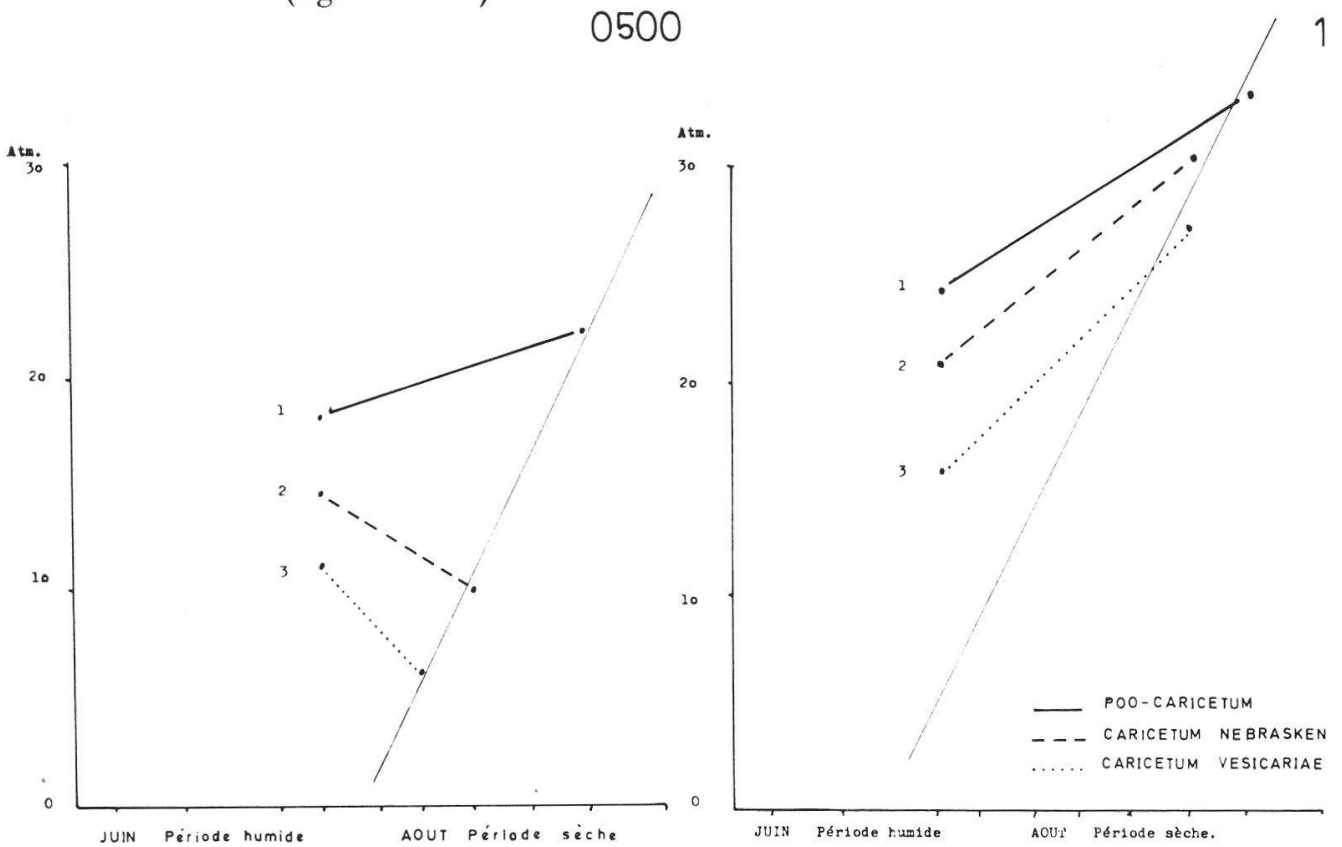 0500
1
Atm.
30
20
10
0
1
2
3
JUIN Période humide AOUT Période sèche
Atm.
30
20
10
0
1
2
3
POO-CARICETUM
CARICETUM NEBRASKEN
CARICETUM VESICARIAE
JUIN Période humide AOUT Période sèche.